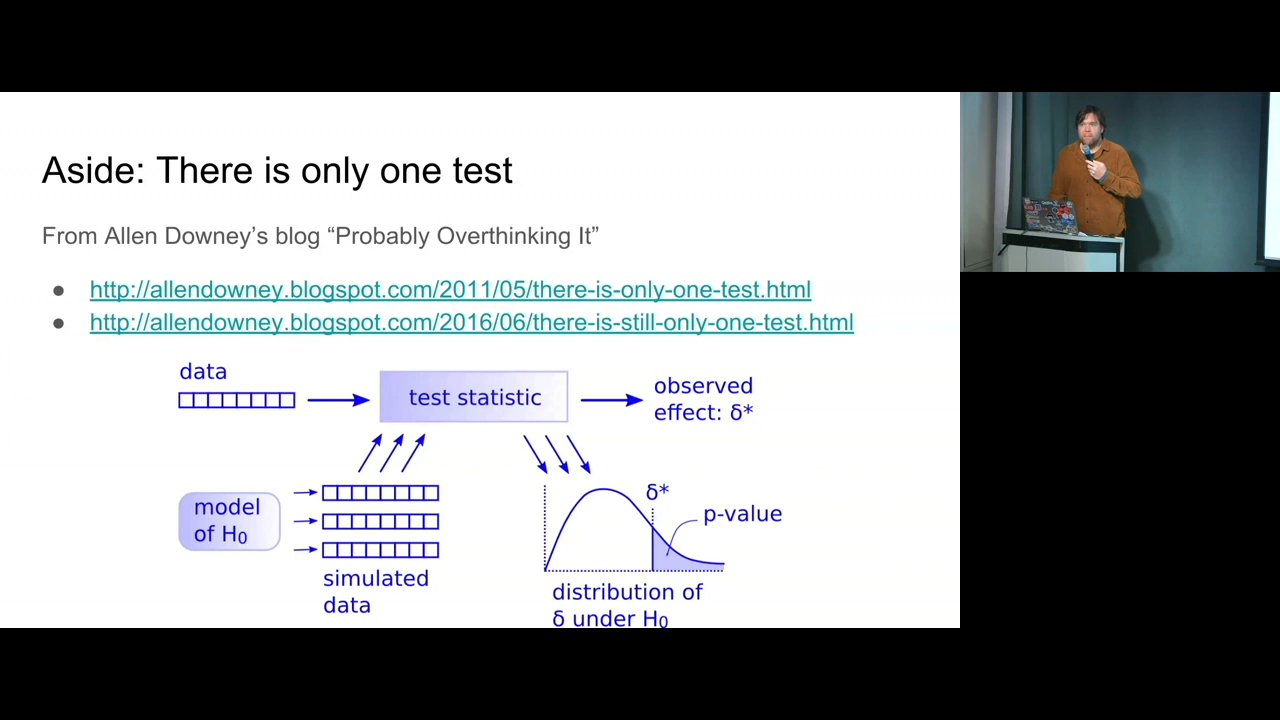 Aside: There is only one test
From Allen Downey’s blog “Probably Overthinking It”
● http://allendowney.blogspot.com/2011/05/there-is-only-one-test.html
● http://allendowney.blogspot.com/2016/06/there-is-still-only-one-test.html
data
test statistic
observed
effect: δ*
model
of H₀
simulated
data
δ*
p-value
distribution of
δ under H₀